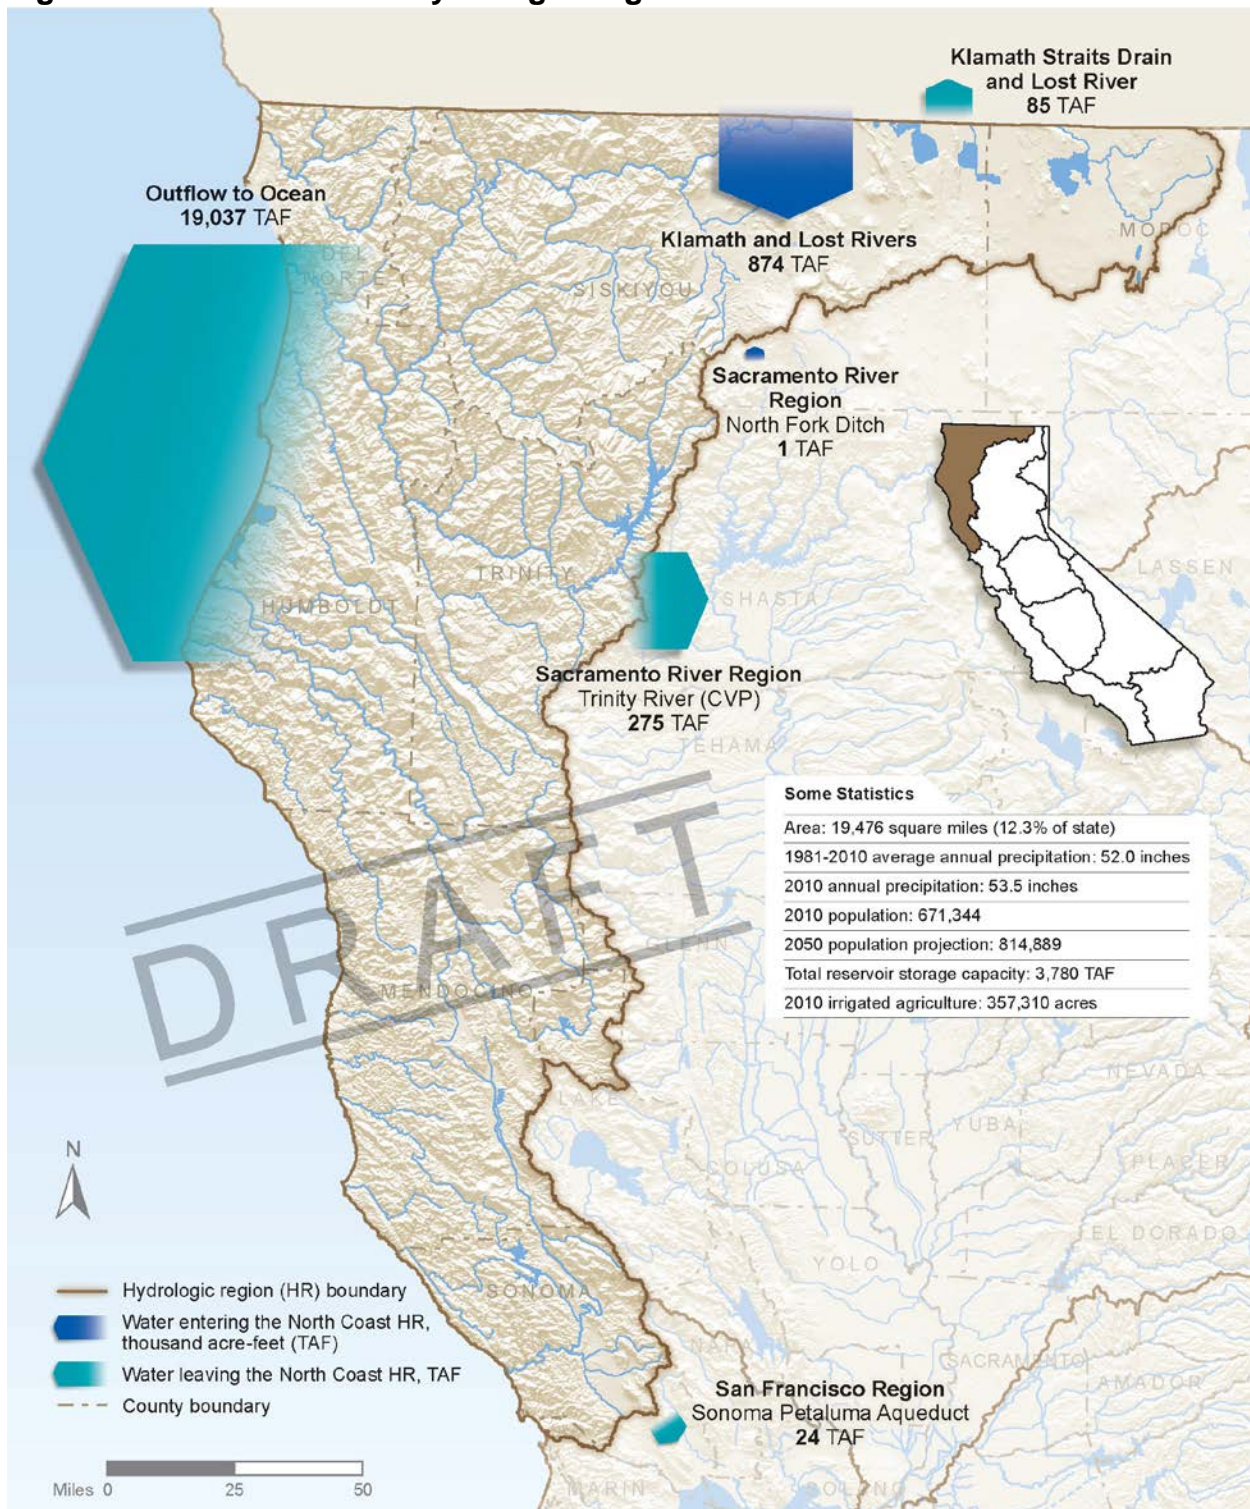 Klamath Straits Drain
and Lost River
85 TAF
Outflow to Ocean
19,037 TAF
Klamath and Lost Rivers
874 TAF
DEL
NORTE
SISKIYOU
MODOC
Sacramento River
Region
North Fork Ditch
1 TAF
LASSEN
TRINITY
SHASTA
HUMBOLDT
Sacramento River Region
Trinity River (CVP)
275 TAF
TEHAMA
Some Statistics
Area: 19,476 square miles (12.3% of state)
1981-2010 average annual precipitation: 52.0 inches
2010 annual precipitation: 53.5 inches
2010 population: 671,344
2050 population projection: 814,889
Total reservoir storage capacity: 3,780 TAF
2010 irrigated agriculture: 357,310 acres
DRAFT
GLENN
MENDOCINO
LAKE
NEVADA
COLUSA
SUTTER
YUBA
PLACER
N
EL DORADO
YOLO
SONOMA
NAPA
SACRAMENTO
AMADOR
Hydrologic region (HR) boundary
Water entering the North Coast HR,
thousand acre-feet (TAF)
Water leaving the North Coast HR, TAF
County boundary
San Francisco Region
Sonoma Petaluma Aqueduct
24 TAF
Miles 0 25 50
MARIN
SOLANO